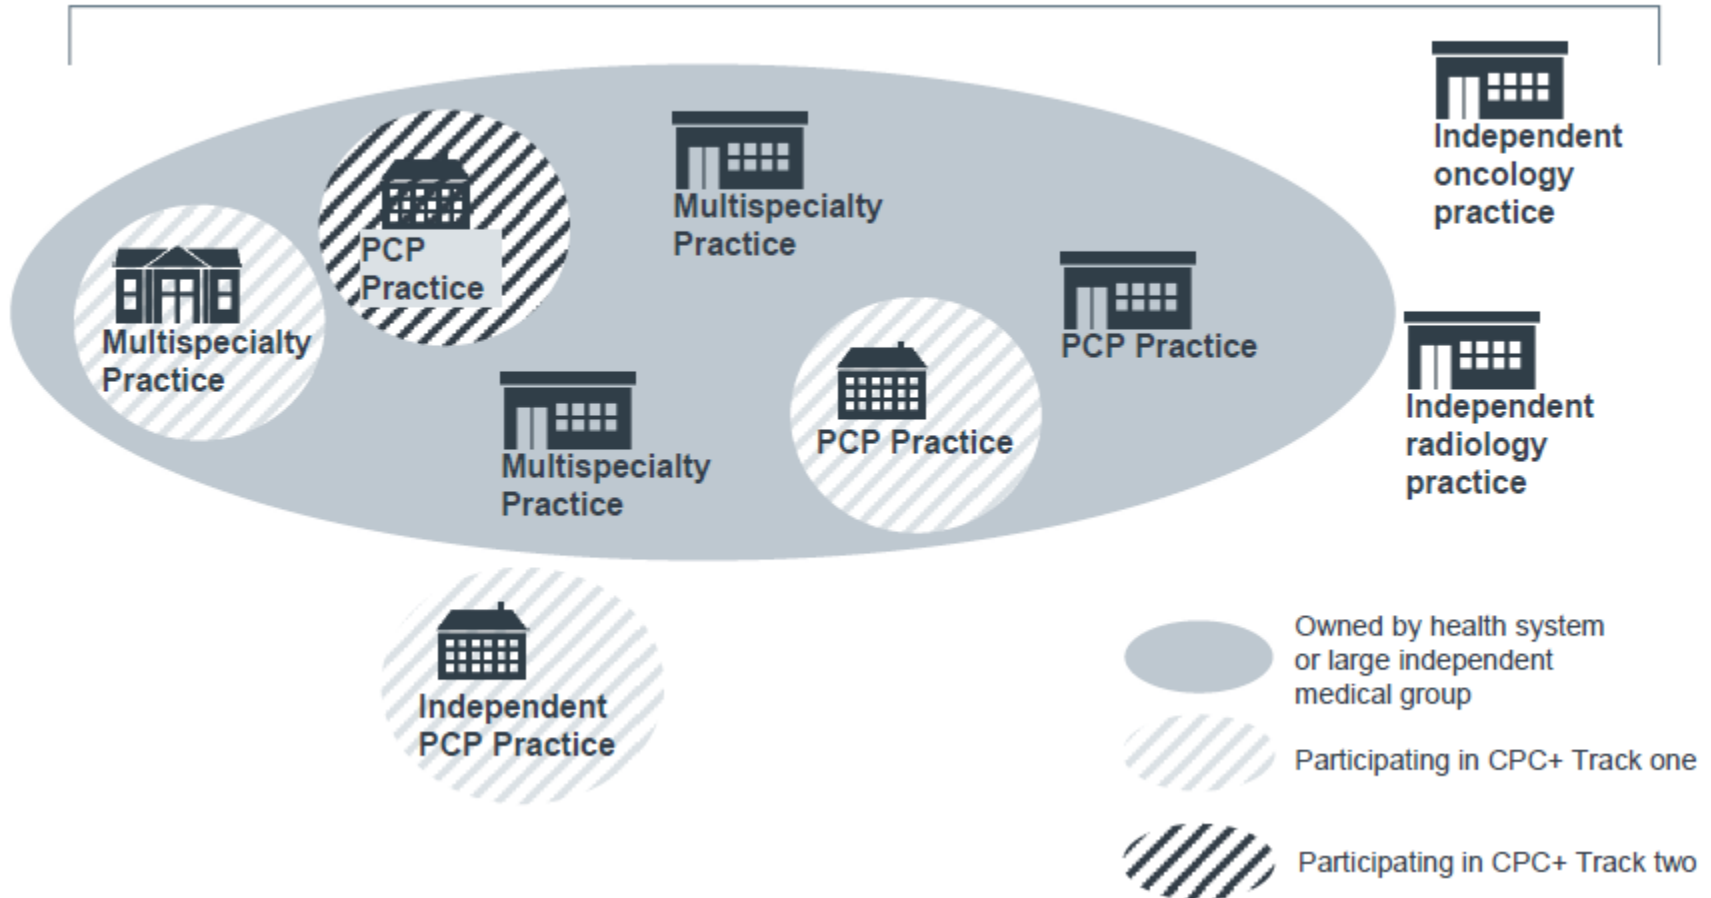 Independent
oncology
practice
PCP
Practice
Multispecialty
Practice
Multispecialty
Practice
PCP Practice
Multispecialty
Practice
PCP Practice
Independent
radiology
practice
Independent
PCP Practice
Owned by health system
or large independent
medical group
Participating in CPC+ Track one
Participating in CPC+ Track two